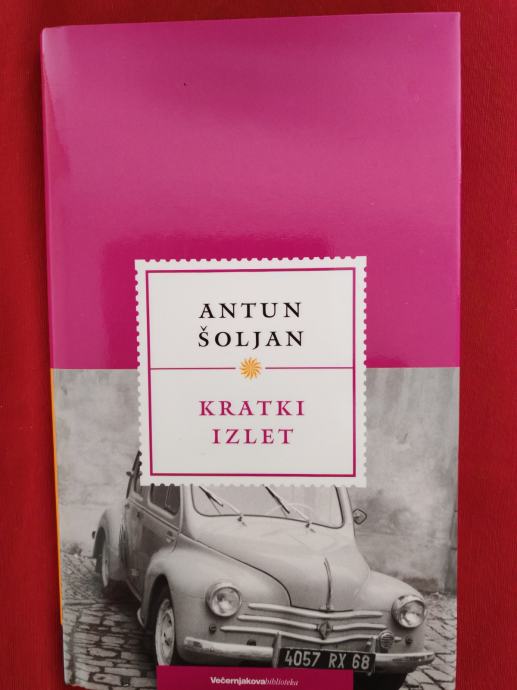 ANTUN
ŠOLJAN
KRATKI
IZLET
4057 RX 68
Večernjakovabiblioteka